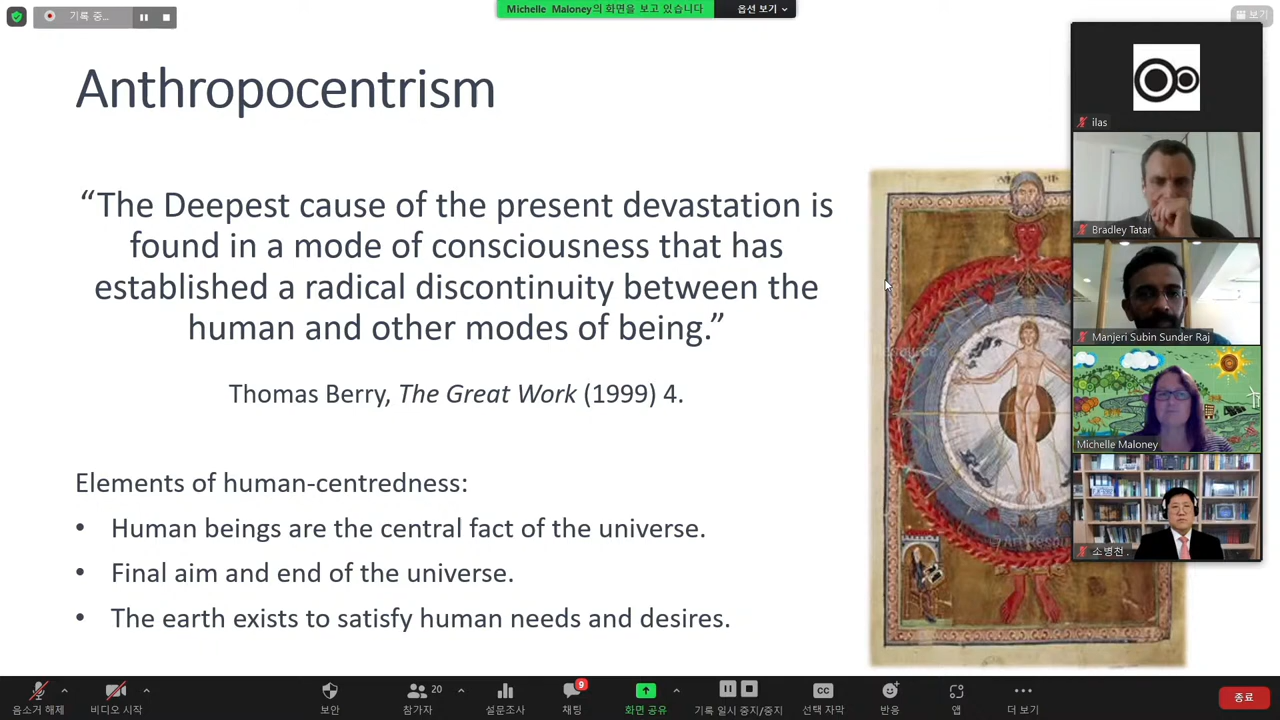 기록 중...
Michelle Maloney의 화면을 보고 있습니다
옵션 보기
보기
Anthropocentrism
“The Deepest cause of the present devastation is
found in a mode of consciousness that has
established a radical discontinuity between the
human and other modes of being.”
Thomas Berry, The Great Work (1999) 4.
Elements of human-centredness:
• Human beings are the central fact of the universe.
• Final aim and end of the universe.
• The earth exists to satisfy human needs and desires.
ilas
Bradley Tatar
Manjeri Subin Sunder Raj
Michelle Maloney
소병천 .
음소거 해제
비디오 시작
보안
20
참가자
설문조사
9
채팅
화면 공유
기록 일시 중지/중지
CC
선택 자막
반응
앱
더 보기
종료